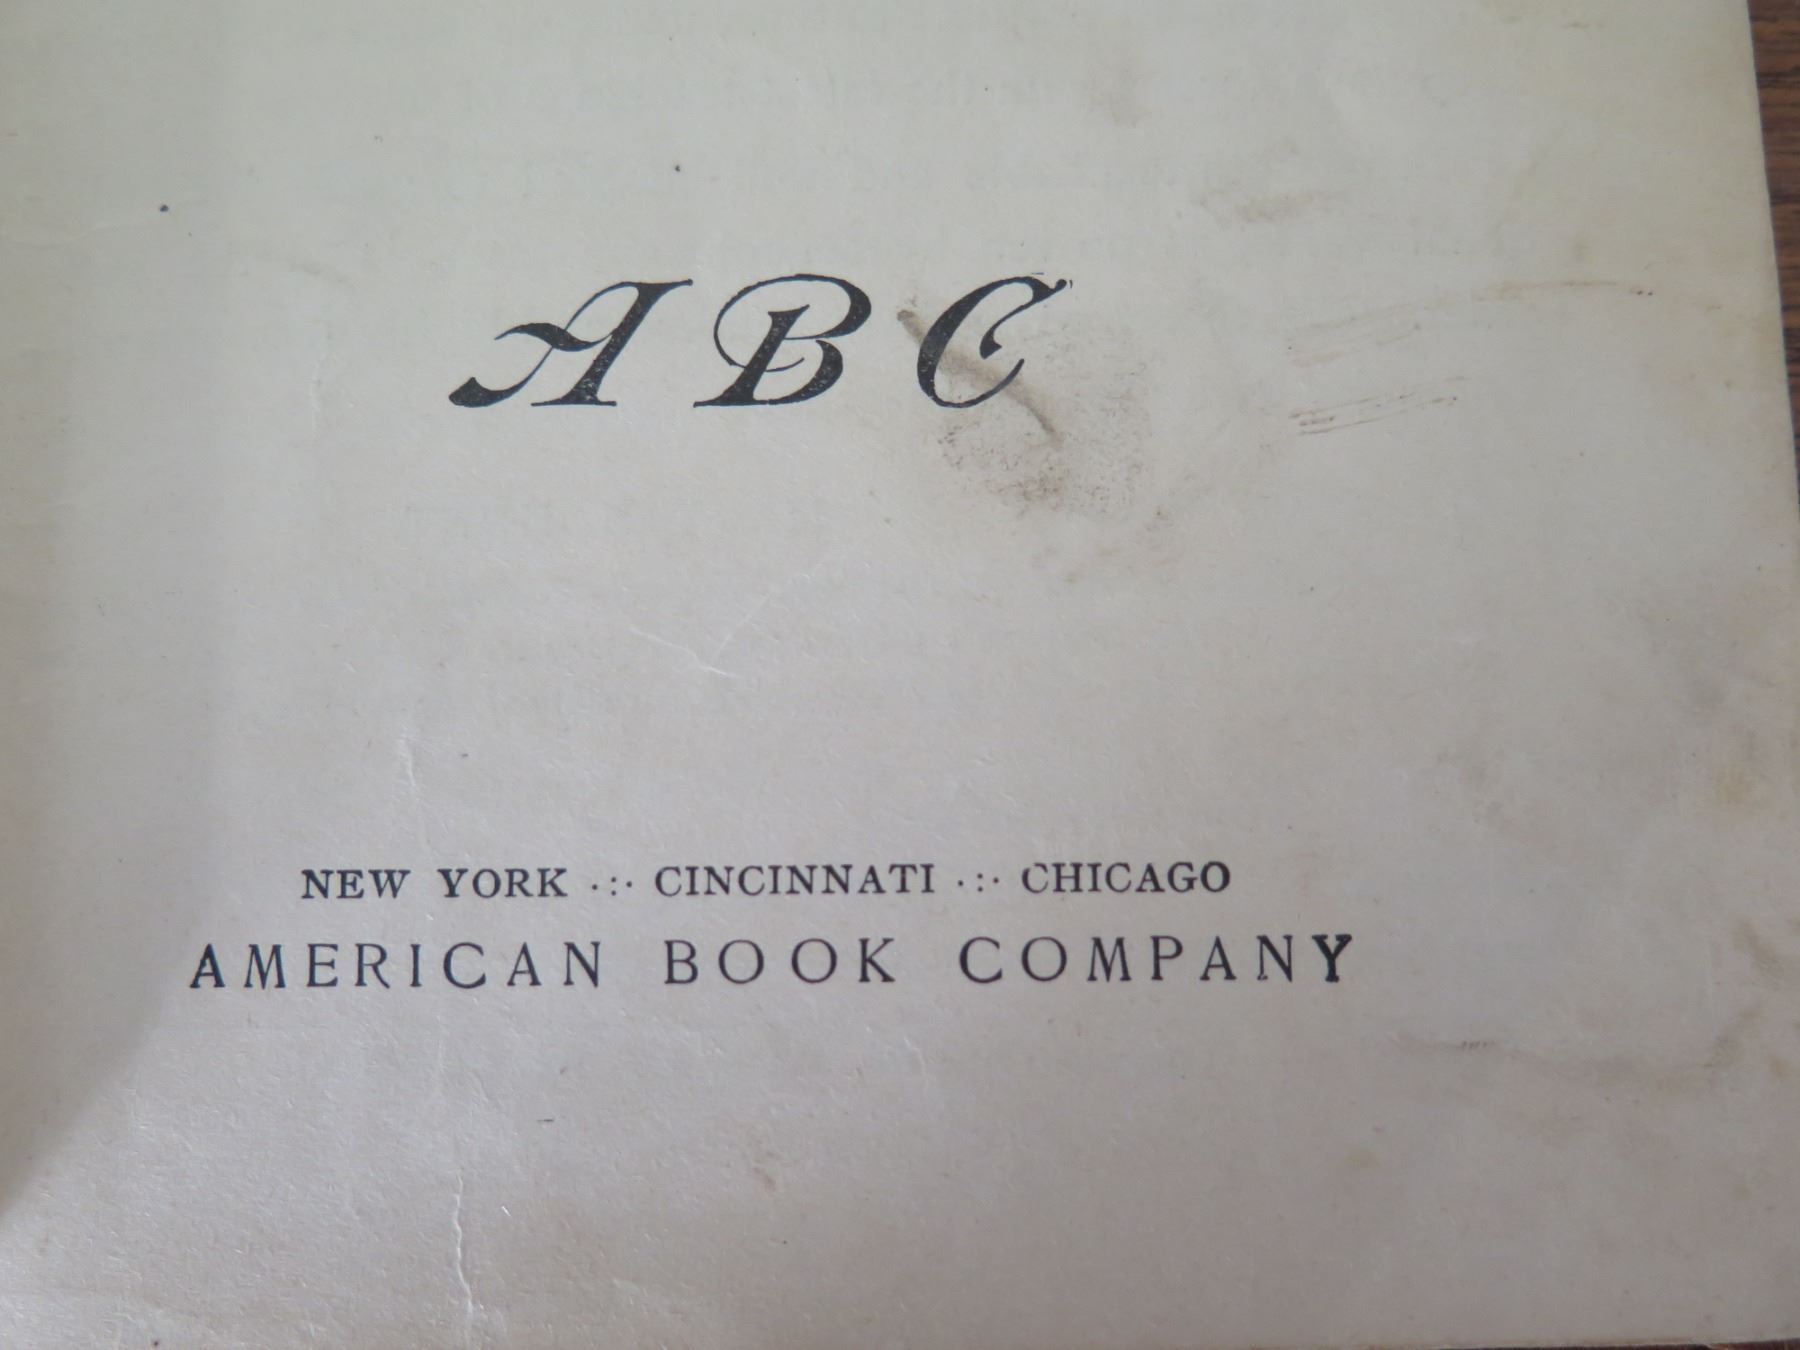 ABC
NEW YORK .:. CINCINNATI .:. CHICAGO
AMERICAN BOOK COMPANY